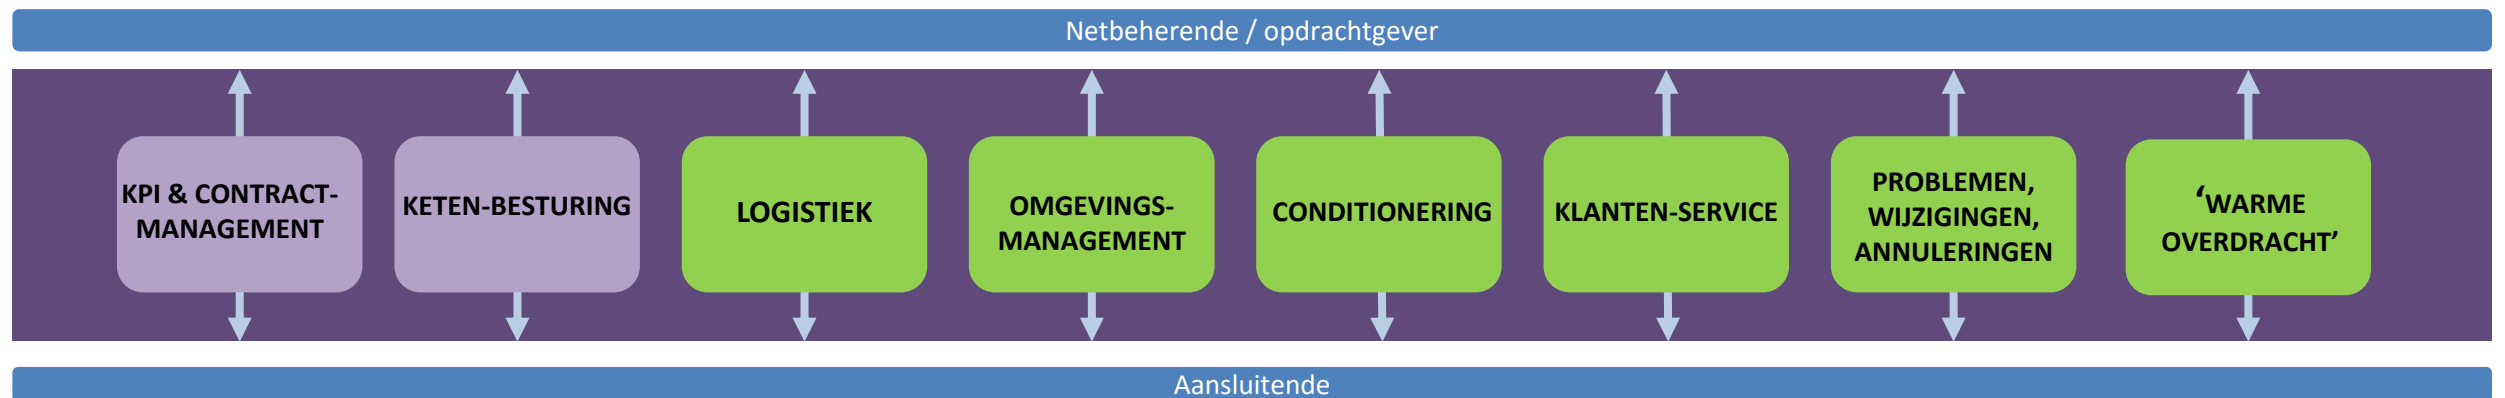 Netbeherende / opdrachtgever
KPI & CONTRACT-
MANAGEMENT
KETEN-BESTURING
LOGISTIEK
OMGEVINGS-
MANAGEMENT
CONDITIONERING
KLANTEN-SERVICE
PROBLEMEN,
WIJZIGINGEN,
ANNULERINGEN
‘WARME
OVERDRACHT’
Aansluitende